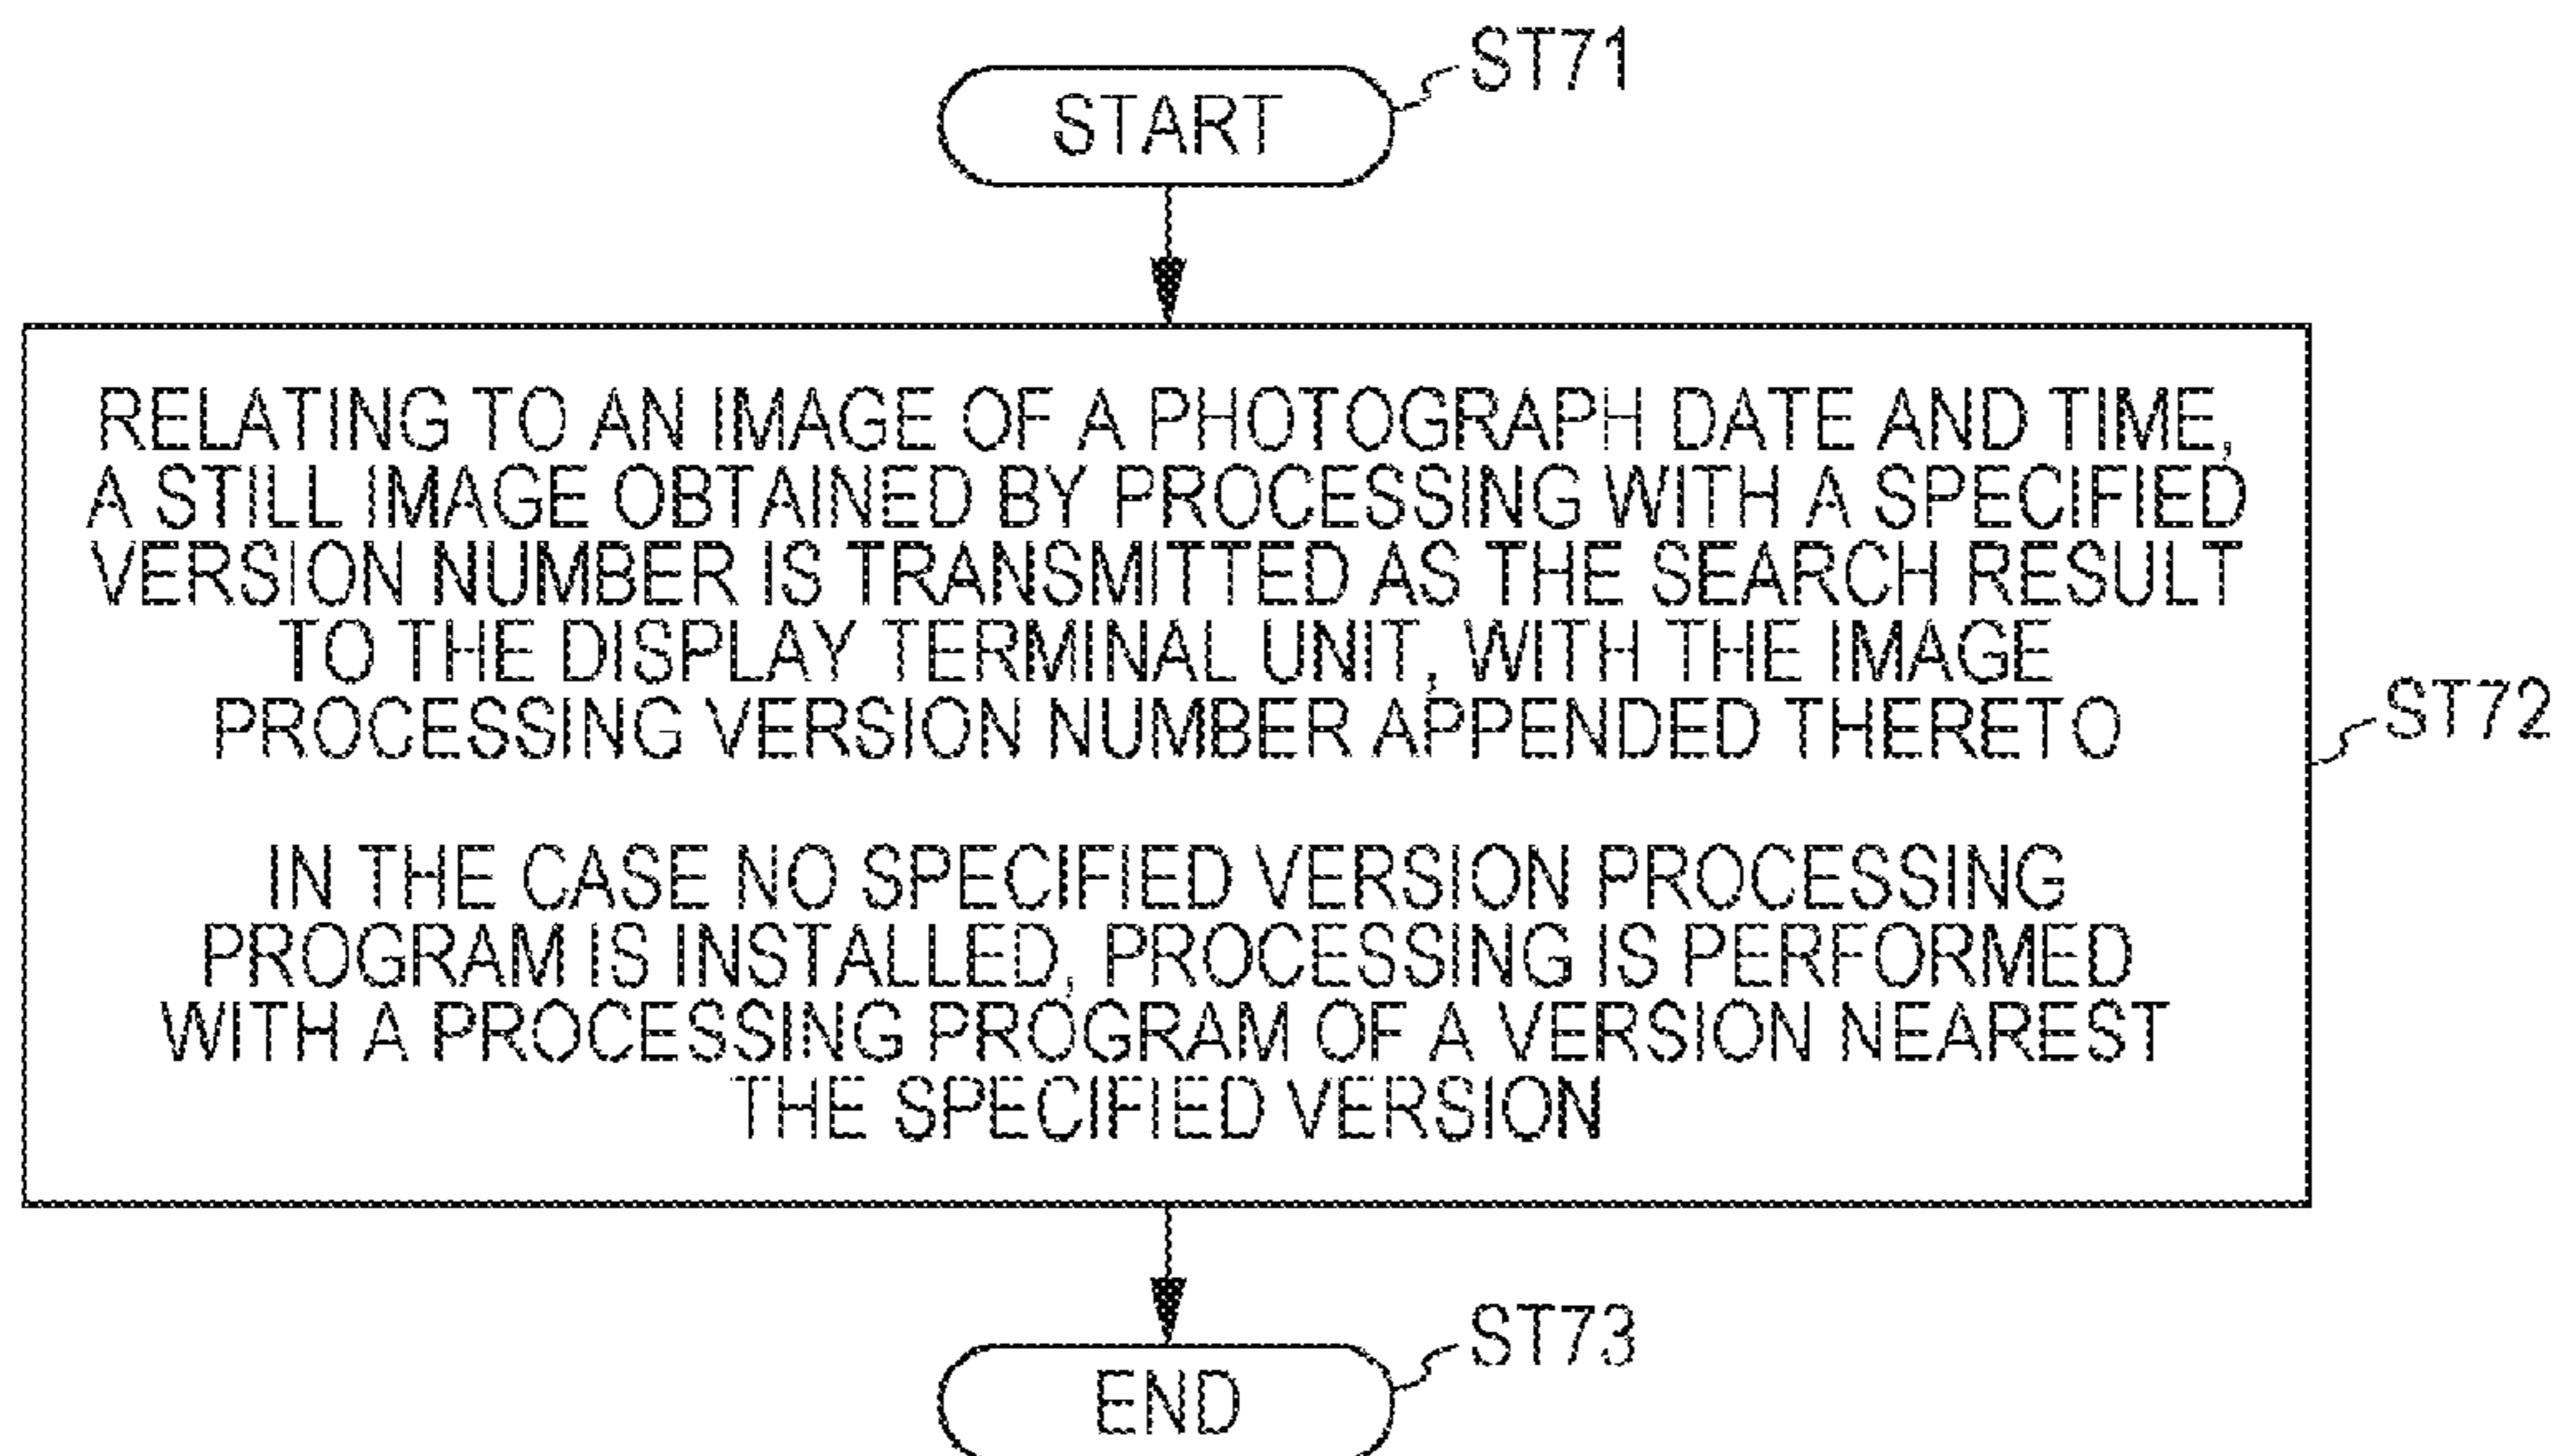 ST71
START
RELATING TO AN IMAGE OF A PHOTOGRAPH DATE AND TIME,
A STILL IMAGE OBTAINED BY PROCESSING WITH A SPECIFIED
VERSION NUMBER IS TRANSMITTED AS THE SEARCH RESULT
TO THE DISPLAY TERMINAL UNIT, WITH THE IMAGE
PROCESSING VERSION NUMBER APPENDED THERETO
ST72
IN THE CASE NO SPECIFIED VERSION PROCESSING
PROGRAM IS INSTALLED, PROCESSING IS PERFORMED
WITH A PROCESSING PROGRAM OF A VERSION NEAREST
THE SPECIFIED VERSION
ST73
END